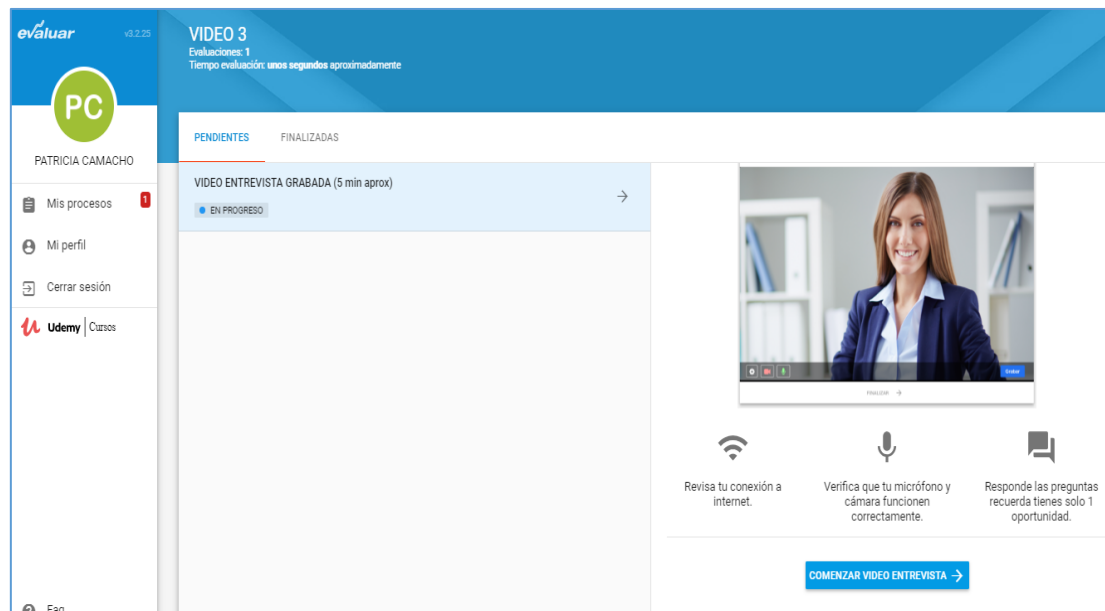 evaluar
v3.2.25
VIDEO 3
Evaluaciones: 1
Tiempo evaluación: unos segundos aproximadamente
PC
PATRICIA CAMACHO
Mis procesos
1
Mi perfil
Cerrar sesión
Udemy | Cursos
Faq
PENDIENTES
FINALIZADAS
VIDEO ENTREVISTA GRABADA (5 min aprox)
EN PROGRESO
Grabar
FINALIZAR
Revisa tu conexión a
internet.
Verifica que tu micrófono y
cámara funcionen
correctamente.
Responde las preguntas
recuerda tienes solo 1
oportunidad.
COMENZAR VIDEO ENTREVISTA